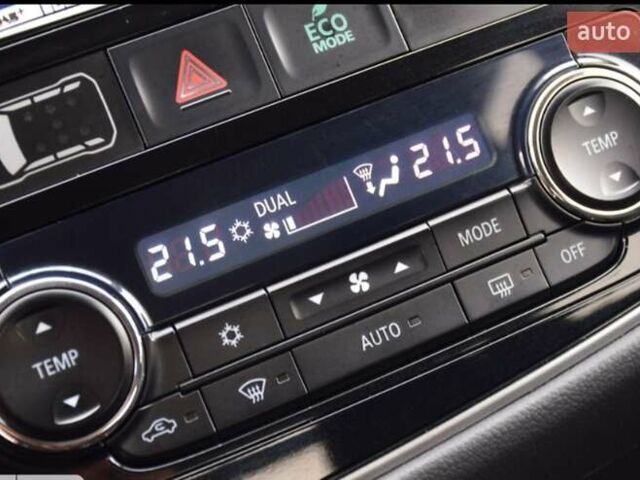 auto
ECO
MODE
TEMP
DUAL
21.5
21.5
MODE
OFF
TEMP
AUTO